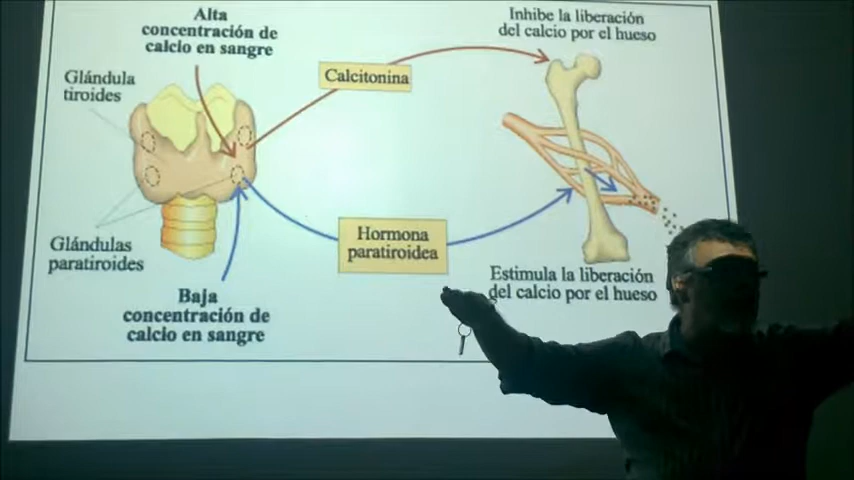 Alta
concentración de
calcio en sangre
Inhibe la liberación
del calcio por el hueso
Glándula
tiroides
Calcitonina
Hormona
paratiroidea
Glándulas
paratiroides
Estimula la liberación
del calcio por el hueso
Baja
concentración de
calcio en sangre